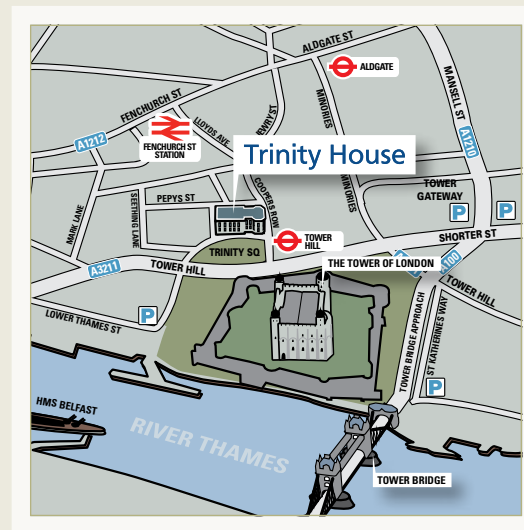 ALDGATE ST
ALDGATE
MANSELL ST
FENCHURCH ST
MINORIES
A1210
LLOYDS AVE
A1212
FENCHURCH ST
STATION
Trinity House
COOPERS ROW
MINORIES
TOWER
GATEWAY
PEPYS ST
SEETHING LANE
MARK LANE
P
P
TOWER
HILL
SHORTER ST
TRINITY SQ
TOWER HILL
A3211
THE TOWER OF LONDON
A100
TOWER HILL
LOWER THAMES ST
P
TOWER BRIDGE APPROACH
ST KATHERINES WAY
P
HMS BELFAST
RIVER THAMES
TOWER BRIDGE